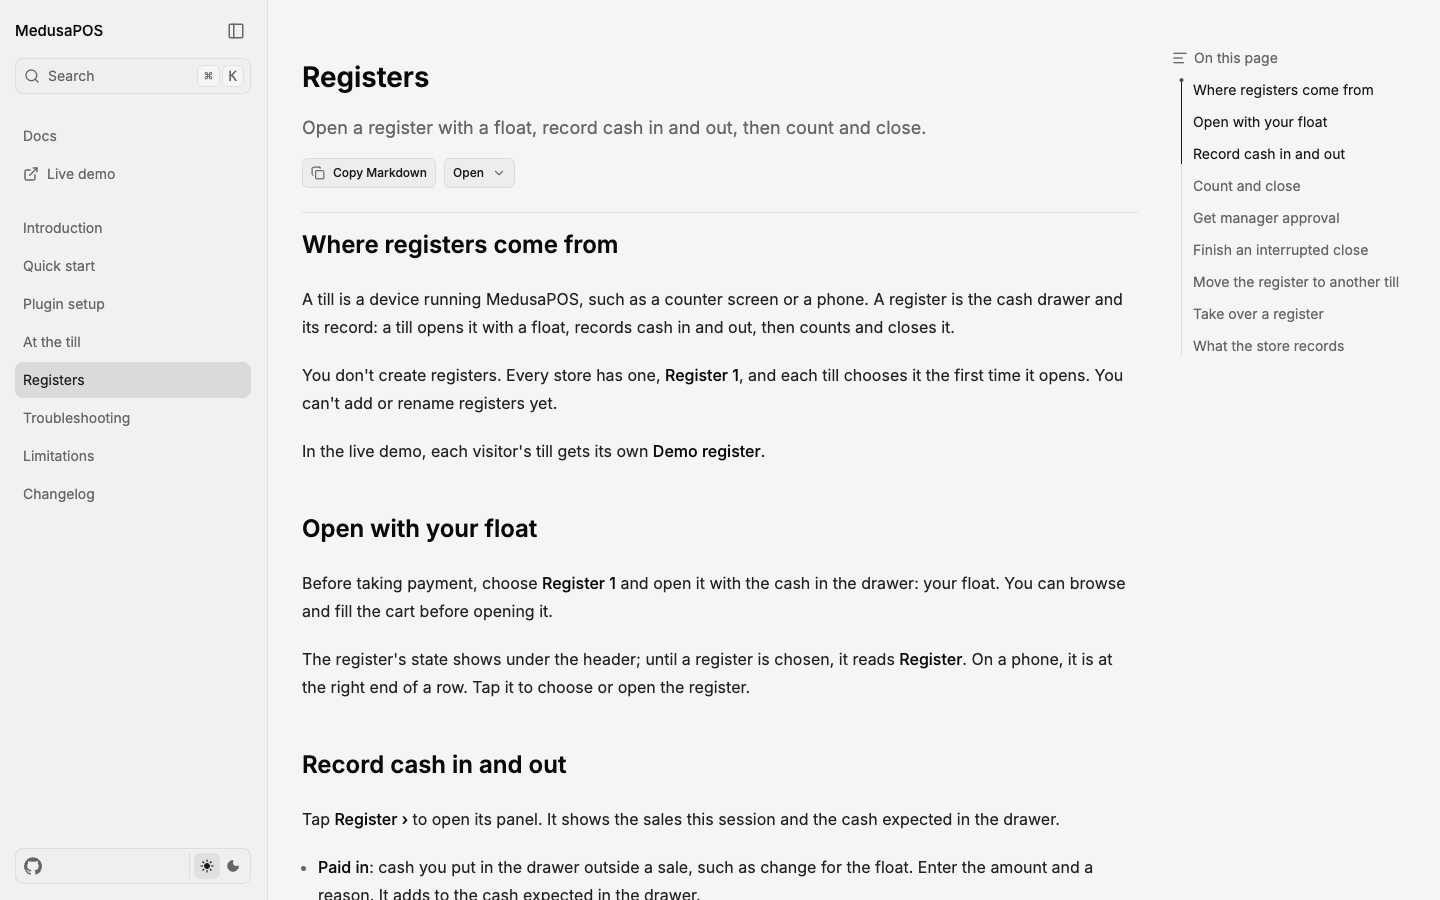 MedusaPOS
Search
⌘ K
Docs
Live demo
Introduction
Quick start
Plugin setup
At the till
Registers
Troubleshooting
Limitations
Changelog
Registers
Open a register with a float, record cash in and out, then count and close.
Copy Markdown
Open
Where registers come from
A till is a device running MedusaPOS, such as a counter screen or a phone. A register is the cash drawer and
its record: a till opens it with a float, records cash in and out, then counts and closes it.
You don't create registers. Every store has one, Register 1, and each till chooses it the first time it opens. You
can't add or rename registers yet.
In the live demo, each visitor's till gets its own Demo register.
Open with your float
Before taking payment, choose Register 1 and open it with the cash in the drawer: your float. You can browse
and fill the cart before opening it.
The register's state shows under the header; until a register is chosen, it reads Register. On a phone, it is at
the right end of a row. Tap it to choose or open the register.
Record cash in and out
Tap Register › to open its panel. It shows the sales this session and the cash expected in the drawer.
• Paid in: cash you put in the drawer outside a sale, such as change for the float. Enter the amount and a
reason. It adds to the cash expected in the drawer.
On this page
Where registers come from
Open with your float
Record cash in and out
Count and close
Get manager approval
Finish an interrupted close
Move the register to another till
Take over a register
What the store records